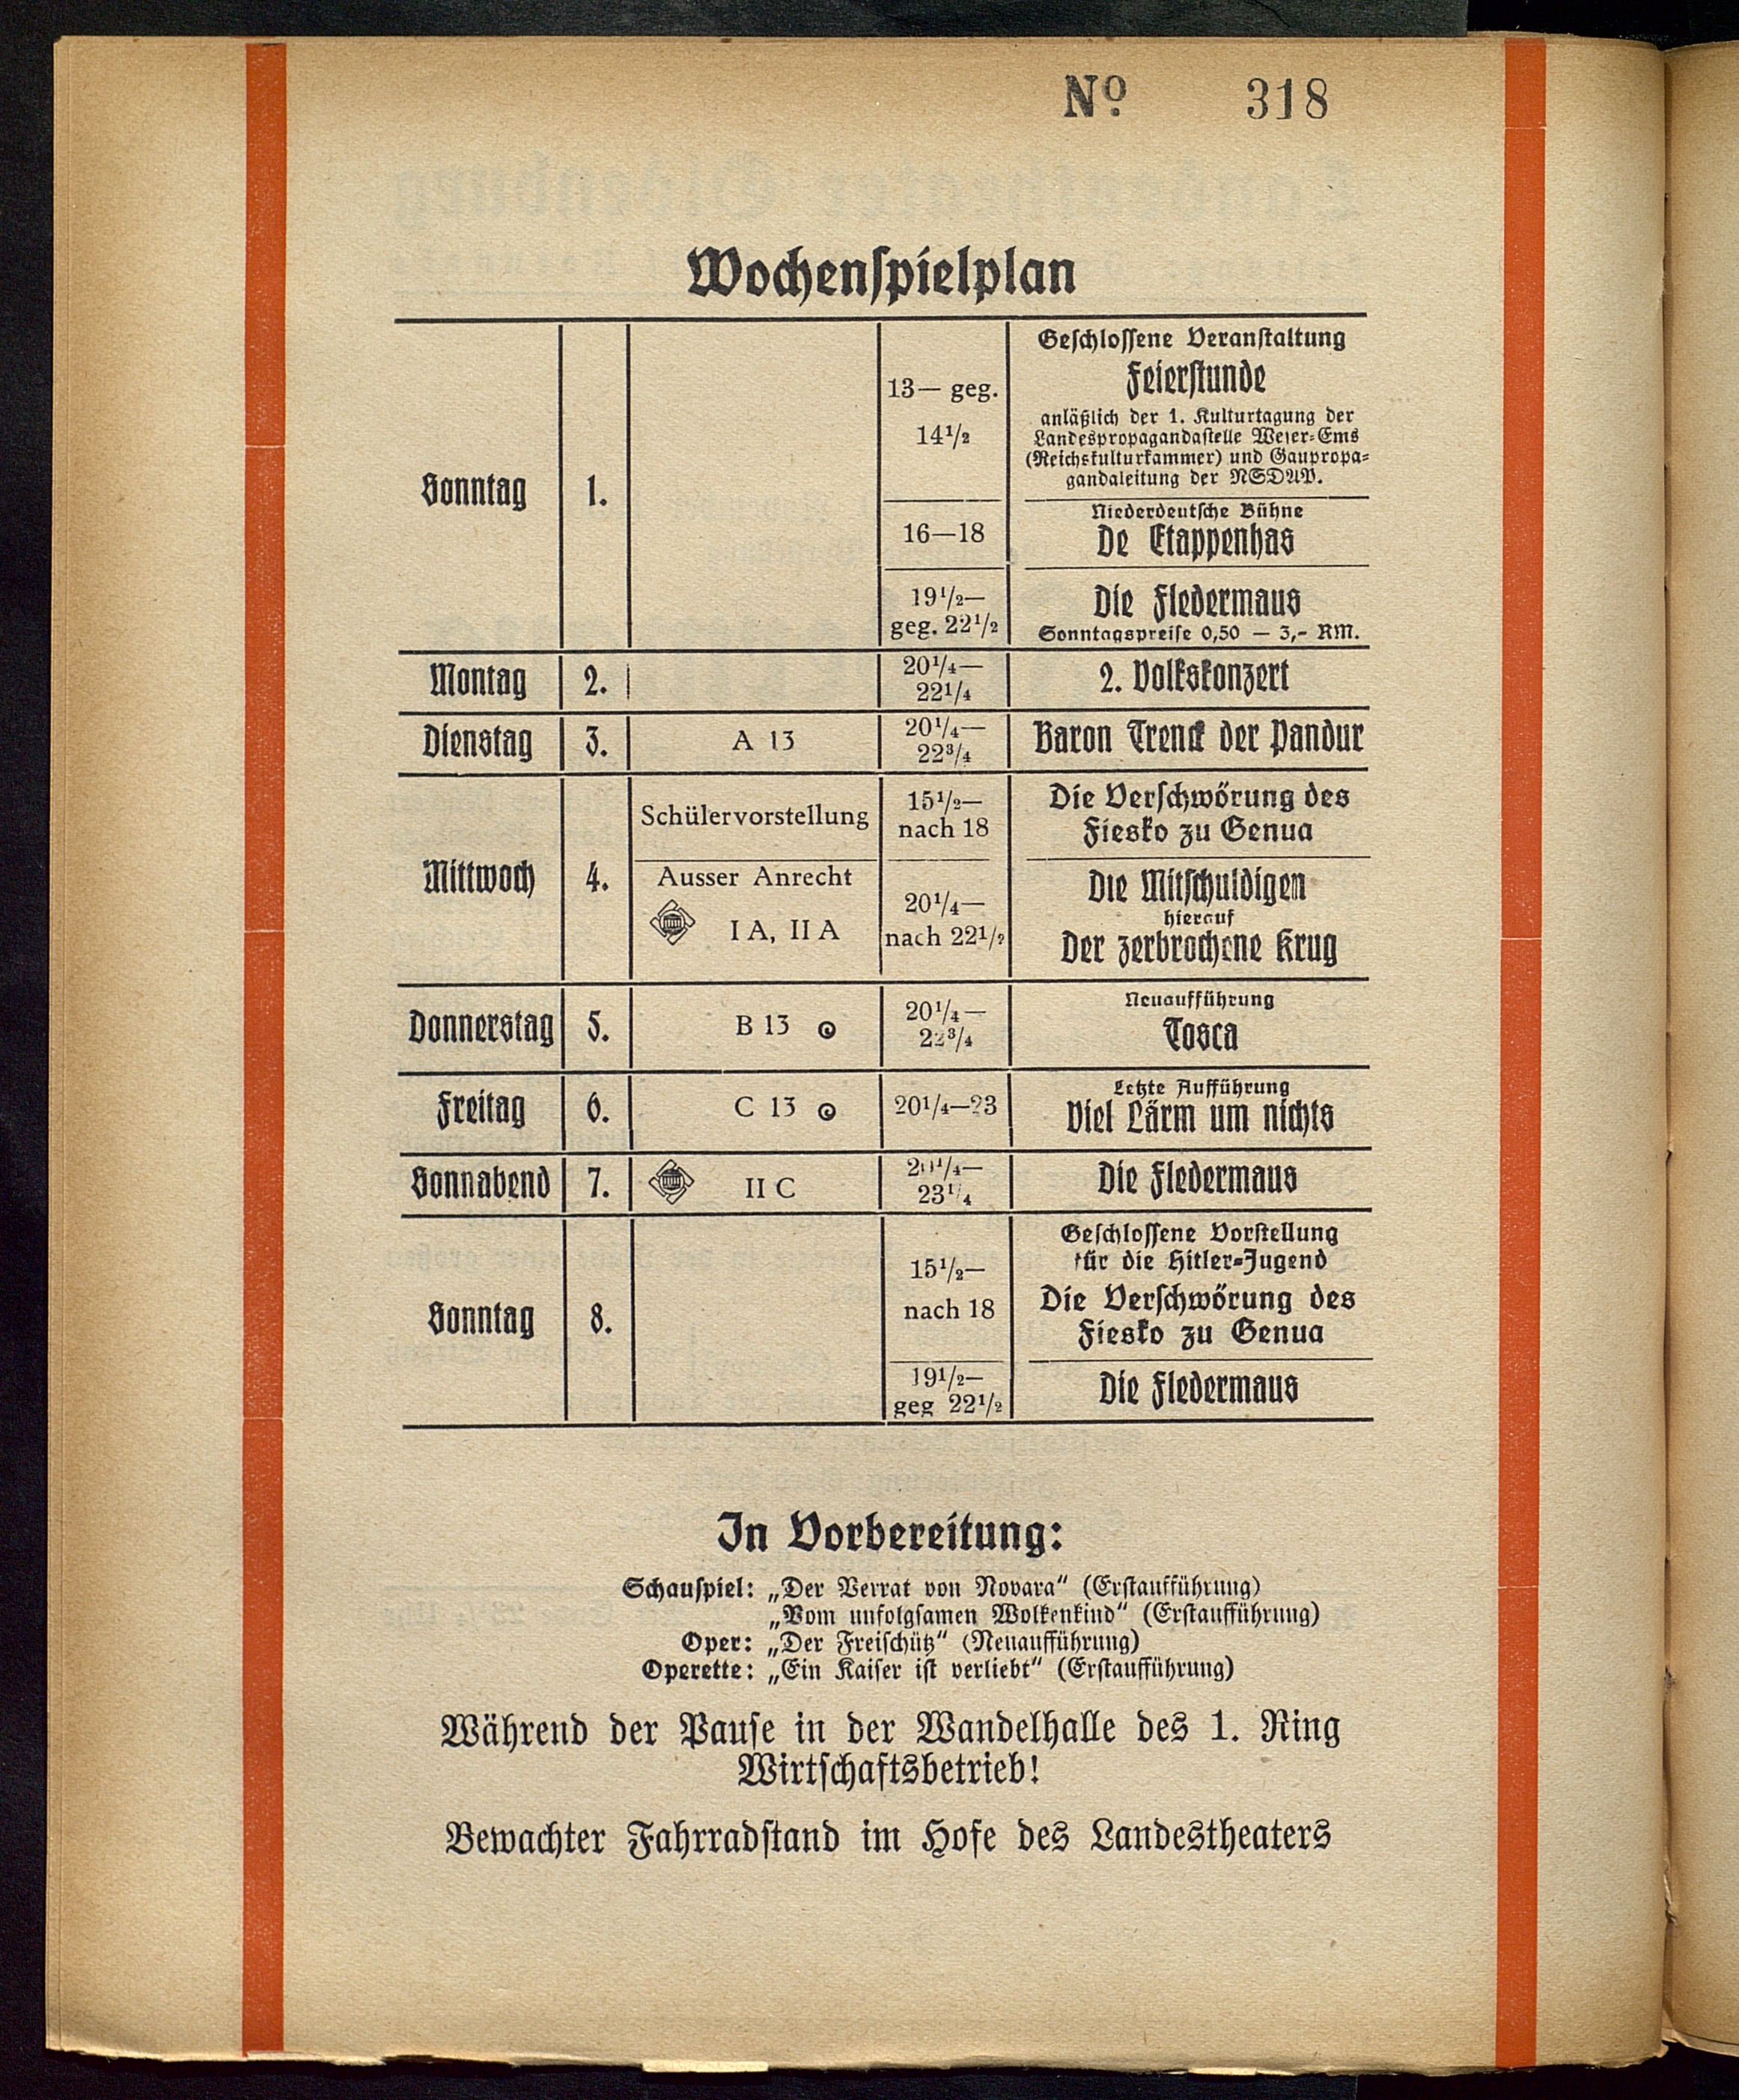 Nº 318
Wochenspielplan
Sonntag 1.
13— geg.
14½
Geschlossene Veranstaltung
Feierstunde
anläßlich der 1. Kulturtagung der
Landespropagandastelle Weser-Ems
(Reichskulturkammer) und Gaupropa-
gandaleitung der NSDAP.
16—18
Niederdeutsche Bühne
De Etappenhas
19½—
geg. 22½
Die Fledermaus
Sonntagspreise 0,50 — 3,- RM.
Montag 2.
20¼—
22¼
2. Volkskonzert
Dienstag 3. A 13
20¼—
22¾
Baron Trenck der Pandur
Mittwoch 4.
Schülervorstellung
15½—
nach 18
Die Verschwörung des
Fiesko zu Genua
Ausser Anrecht
I A, II A
20¼—
nach 22½
Die Mitschuldigen
hierauf
Der zerbrochene Krug
Donnerstag 5. B 13
20¼—
22¾
Neuaufführung
Tosca
Freitag 6. C 13
20¼—23
Letzte Aufführung
Viel Lärm um nichts
Sonnabend 7. II C
20¼—
23¼
Die Fledermaus
Sonntag 8.
15½—
nach 18
Geschlossene Vorstellung
für die Hitler-Jugend
Die Verschwörung des
Fiesko zu Genua
19½—
geg 22½
Die Fledermaus
In Vorbereitung:
Schauspiel: „Der Verrat von Novara“ (Erstaufführung)
„Vom unfolgsamen Wolkenkind“ (Erstaufführung)
Oper: „Der Freischütz“ (Neuaufführung)
Operette: „Ein Kaiser ist verliebt“ (Erstaufführung)
Während der Pause in der Wandelhalle des 1. Ring
Wirtschaftsbetrieb!
Bewachter Fahrradstand im Hofe des Landestheaters